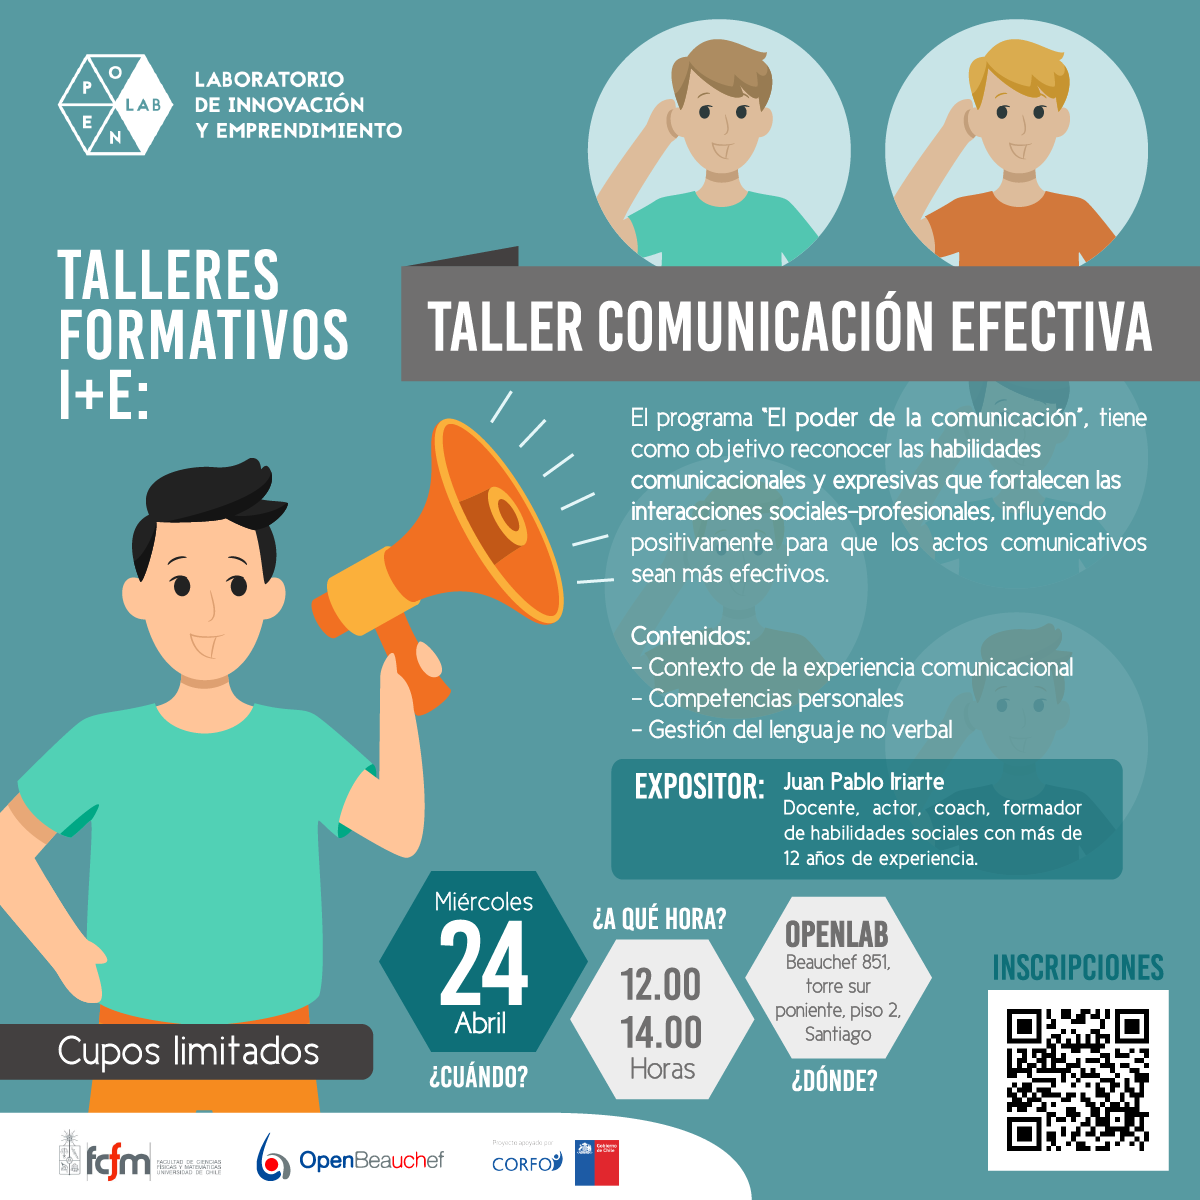 OPEN LAB
LABORATORIO
DE INNOVACIÓN
Y EMPRENDIMIENTO
TALLERES
FORMATIVOS
I+E:
TALLER COMUNICACIÓN EFECTIVA
El programa “El poder de la comunicación”, tiene
como objetivo reconocer las habilidades
comunicacionales y expresivas que fortalecen las
interacciones sociales-profesionales, influyendo
positivamente para que los actos comunicativos
sean más efectivos.
Contenidos:
- Contexto de la experiencia comunicacional
- Competencias personales
- Gestión del lenguaje no verbal
EXPOSITOR:
Juan Pablo Iriarte
Docente, actor, coach, formador
de habilidades sociales con más de
12 años de experiencia.
Miércoles
24
Abril
¿CUÁNDO?
¿A QUÉ HORA?
12.00
14.00
Horas
OPENLAB
Beauchef 851,
torre sur
poniente, piso 2,
Santiago
¿DÓNDE?
INSCRIPCIONES
Cupos limitados
fcfm
FACULTAD DE CIENCIAS
FÍSICAS Y MATEMÁTICAS
UNIVERSIDAD DE CHILE
OpenBeauchef
Proyecto apoyado por
CORFO
Gobierno
de Chile